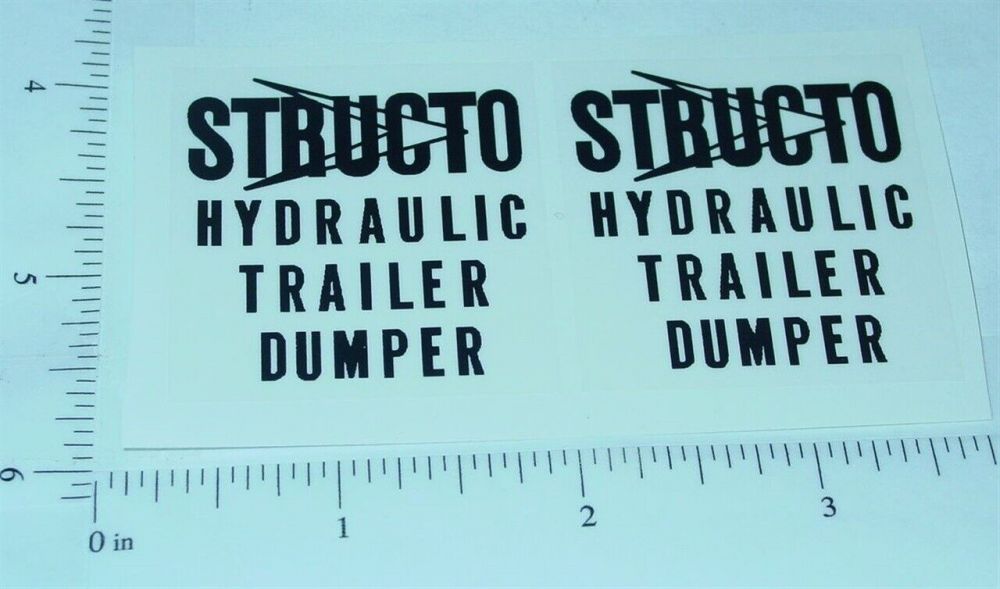 STRUCTO
HYDRAULIC
TRAILER
DUMPER
STRUCTO
HYDRAULIC
TRAILER
DUMPER
4
5
6
0 in
1
2
3